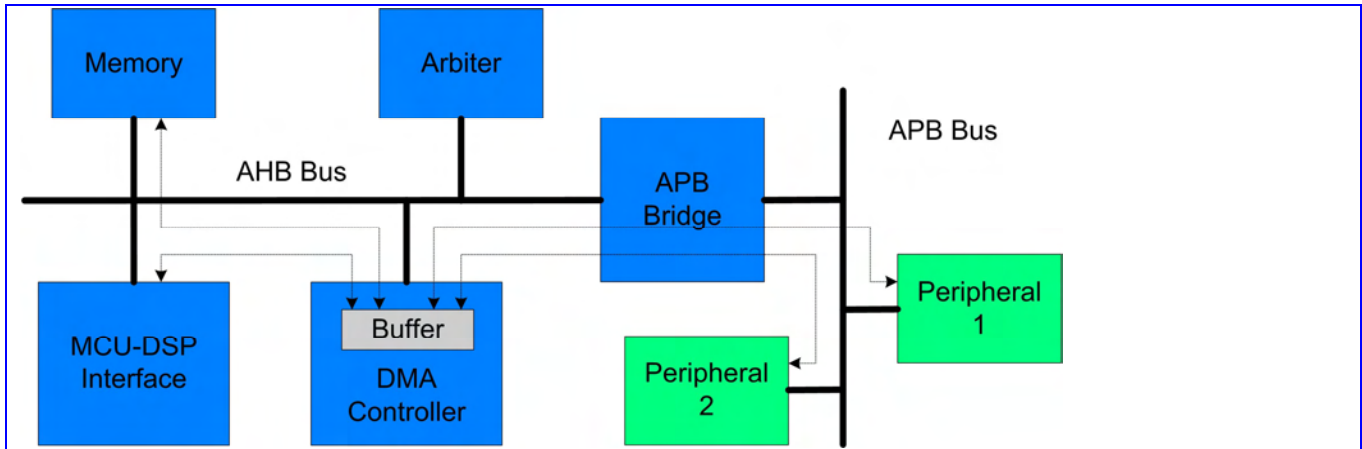 Memory
Arbiter
APB Bus
AHB Bus
APB
Bridge
Peripheral
1
Buffer
MCU-DSP
Interface
DMA
Controller
Peripheral
2